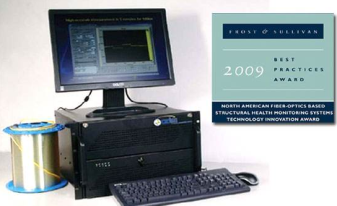 FROST & SULLIVAN
2009
BEST
PRACTICES
AWARD
NORTH AMERICAN FIBER-OPTICS BASED
STRUCTURAL HEALTH MONITORING SYSTEMS
TECHNOLOGY INNOVATION AWARD